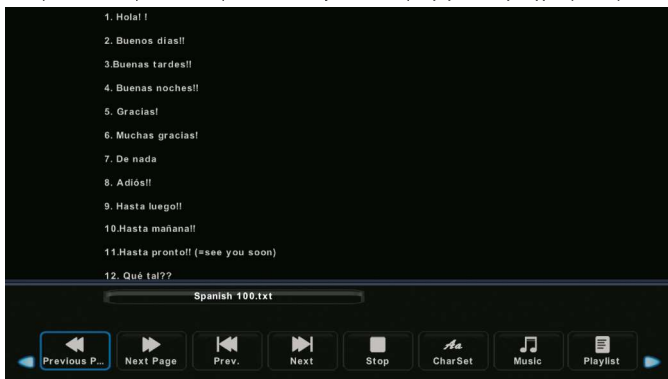 1. Hola! !
2. Buenos días!!
3.Buenas tardes!!
4. Buenas noches!!
5. Gracias!
6. Muchas gracias!
7. De nada
8. Adiós!!
9. Hasta luego!!
10.Hasta mañana!!
11.Hasta pronto!! (=see you soon)
12. Qué tal??
Spanish 100.txt
Previous P... Next Page Prev. Next Stop CharSet Music Playlist